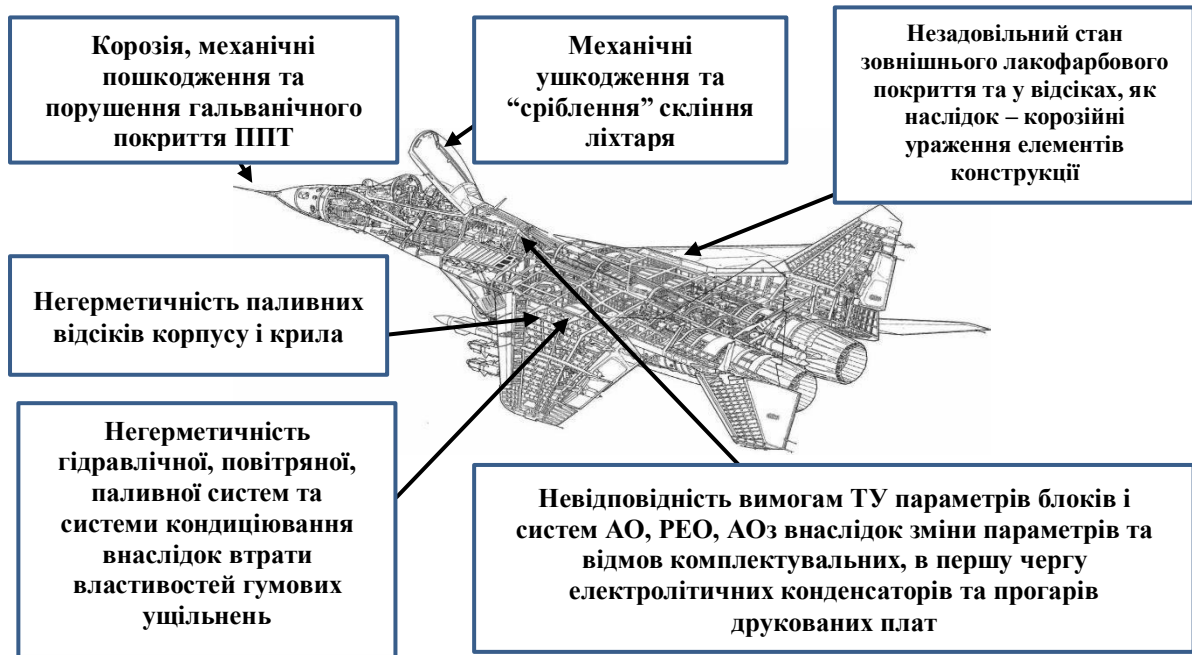 Корозія, механічні
пошкодження та
порушення гальванічного
покриття ППТ
Механічні
ушкодження та
“сріблення” скління
ліхтаря
Незадовільний стан
зовнішнього лакофарбового
покриття та у відсіках, як
наслідок – корозійні
ураження елементів
конструкції
Негерметичність паливних
відсіків корпусу і крила
Негерметичність
гідравлічної, повітряної,
паливної систем та
системи кондиціювання
внаслідок втрати
властивостей гумових
ущільнень
Невідповідність вимогам ТУ параметрів блоків і
систем АО, РЕО, АОз внаслідок зміни параметрів та
відмов комплектувальних, в першу чергу
електролітичних конденсаторів та прогарів
друкованих плат